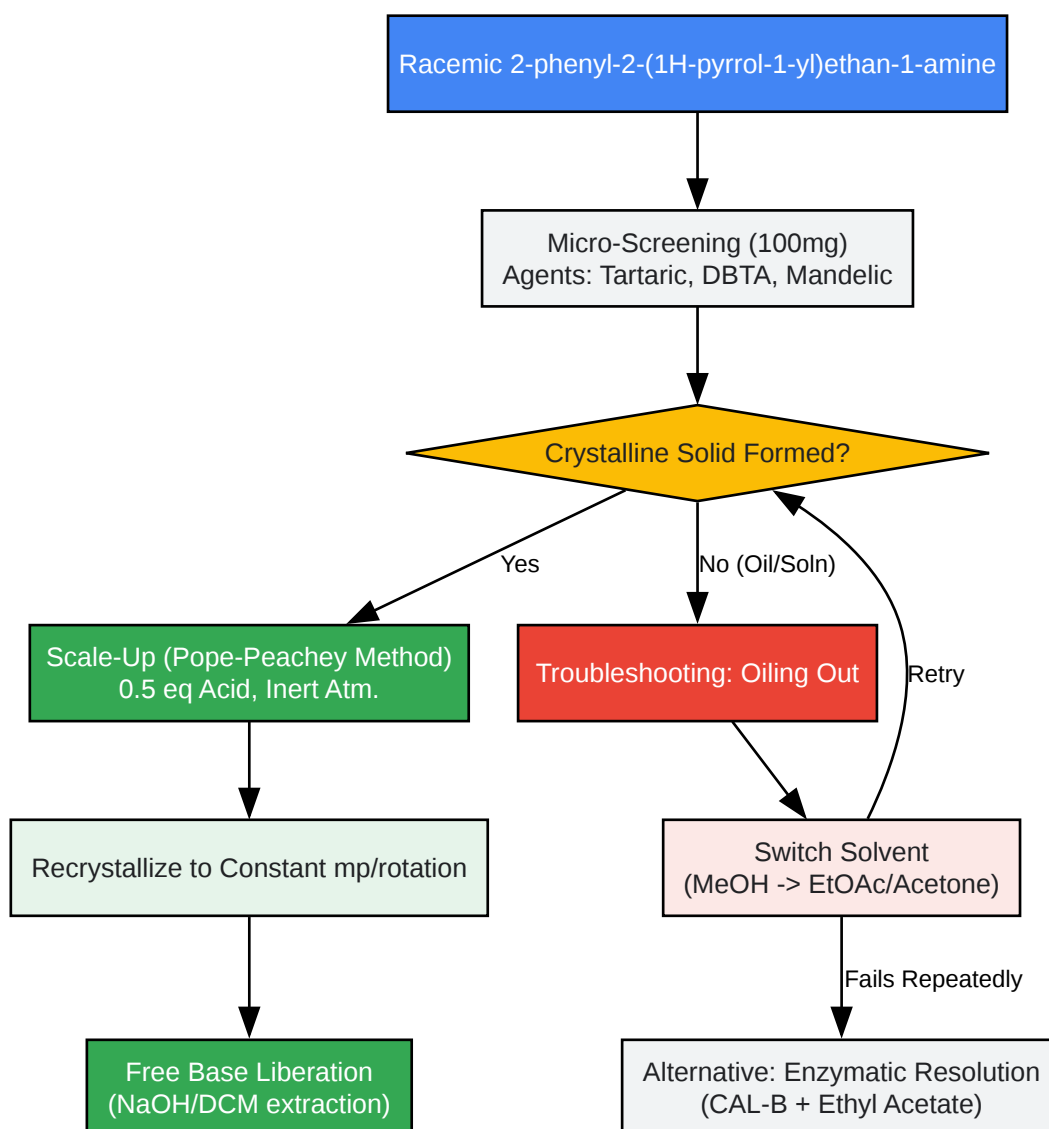 Racemic 2-phenyl-2-(1H-pyrrol-1-yl)ethan-1-amine
Micro-Screening (100mg)
Agents: Tartaric, DBTA, Mandelic
Crystalline Solid Formed?
Yes
No (Oil/Soln)
Retry
Scale-Up (Pope-Peachey Method)
0.5 eq Acid, Inert Atm.
Troubleshooting: Oiling Out
Recrystallize to Constant mp/rotation
Switch Solvent
(MeOH -> EtOAc/Acetone)
Fails Repeatedly
Free Base Liberation
(NaOH/DCM extraction)
Alternative: Enzymatic Resolution
(CAL-B + Ethyl Acetate)